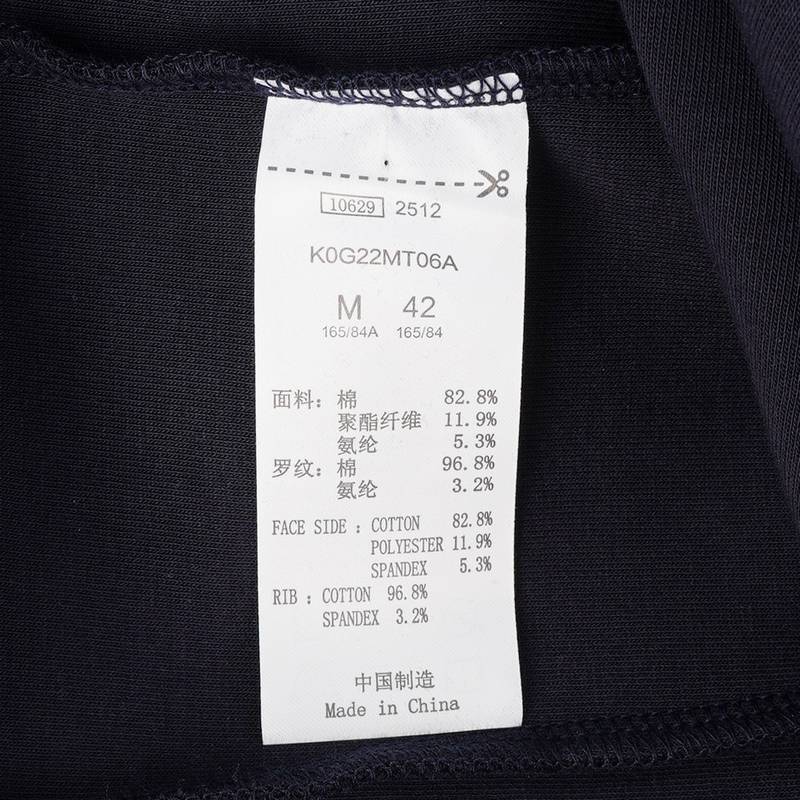 10629 2512
K0G22MT06A
M 42
165/84A 165/84
面料：棉 82.8%
聚酯纤维 11.9%
氨纶 5.3%
罗纹：棉 96.8%
氨纶 3.2%
FACE SIDE : COTTON 82.8%
POLYESTER 11.9%
SPANDEX 5.3%
RIB : COTTON 96.8%
SPANDEX 3.2%
中国制造
Made in China